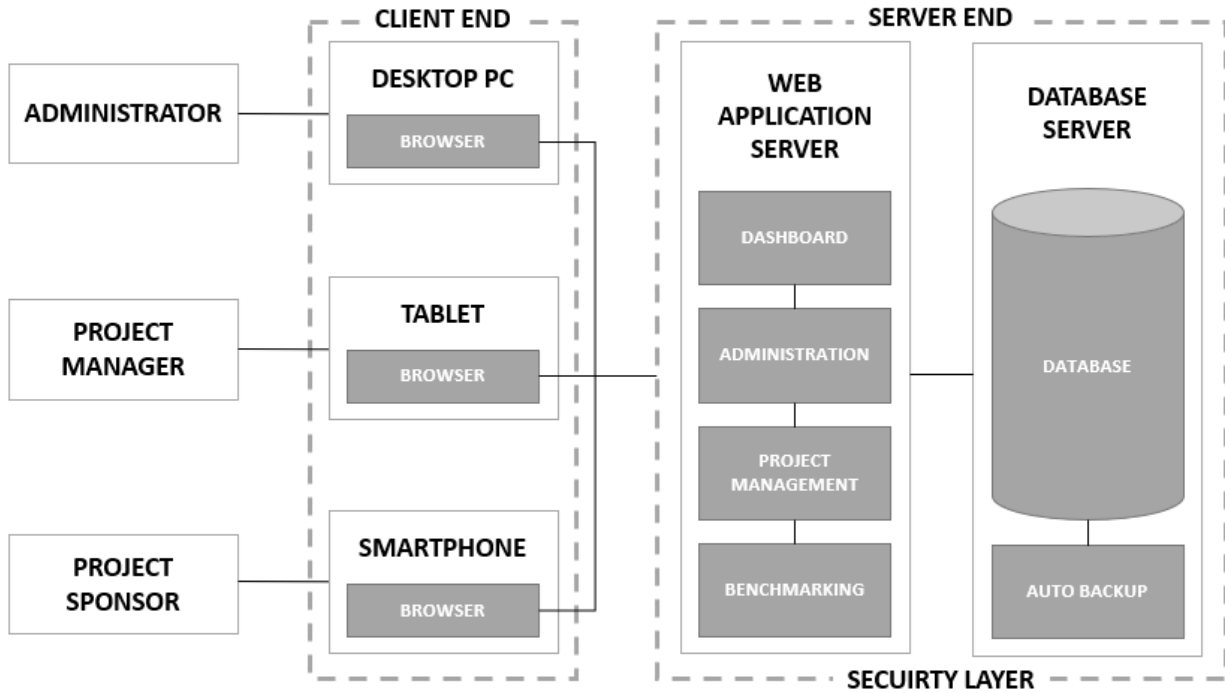 CLIENT END
SERVER END
ADMINISTRATOR
DESKTOP PC
BROWSER
PROJECT
MANAGER
TABLET
BROWSER
PROJECT
SPONSOR
SMARTPHONE
BROWSER
WEB
APPLICATION
SERVER
DASHBOARD
ADMINISTRATION
PROJECT
MANAGEMENT
BENCHMARKING
DATABASE
SERVER
DATABASE
AUTO BACKUP
SECUIRTY LAYER